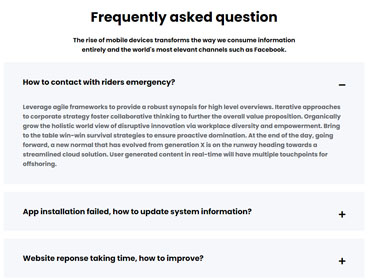 Frequently asked question
The rise of mobile devices transforms the way we consume information
entirely and the world's most elevant channels such as Facebook.
How to contact with riders emergency?
Leverage agile frameworks to provide a robust synopsis for high level overviews. Iterative approaches
to corporate strategy foster collaborative thinking to further the overall value proposition. Organically
grow the holistic world view of disruptive innovation via workplace diversity and empowerment. Bring
to the table win-win survival strategies to ensure proactive domination. At the end of the day, going
forward, a new normal that has evolved from generation X is on the runway heading towards a
streamlined cloud solution. User generated content in real-time will have multiple touchpoints for
offshoring.
App installation failed, how to update system information?
Website reponse taking time, how to improve?